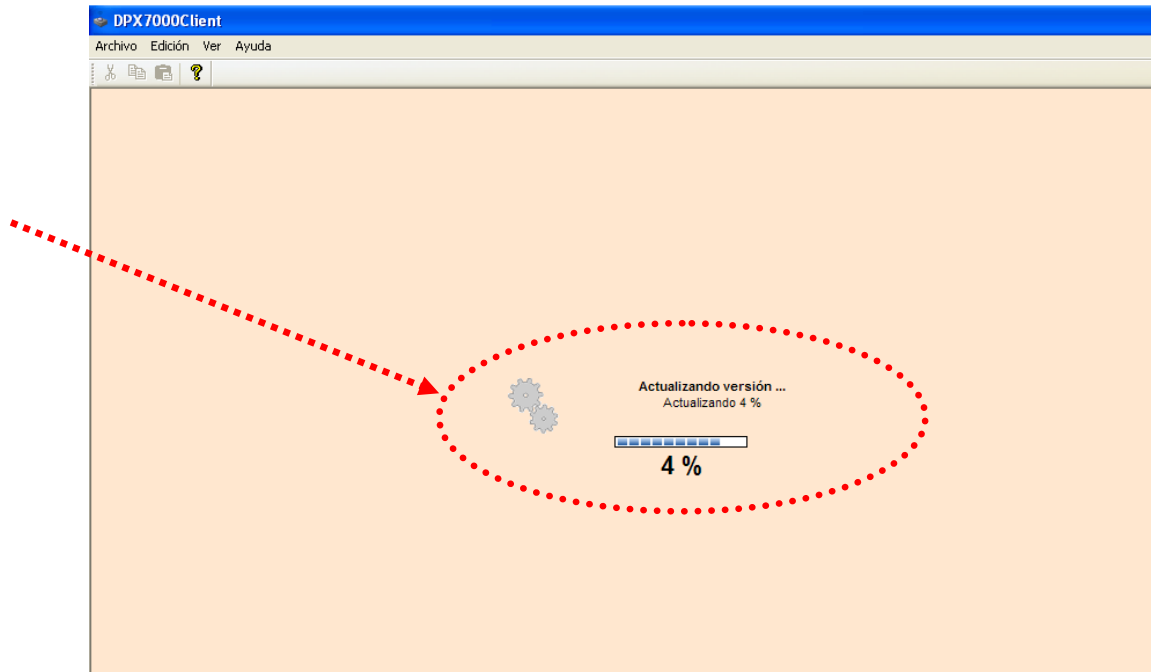 DPX7000Client
Archivo Edición Ver Ayuda
Actualizando versión ...
Actualizando 4 %
4 %